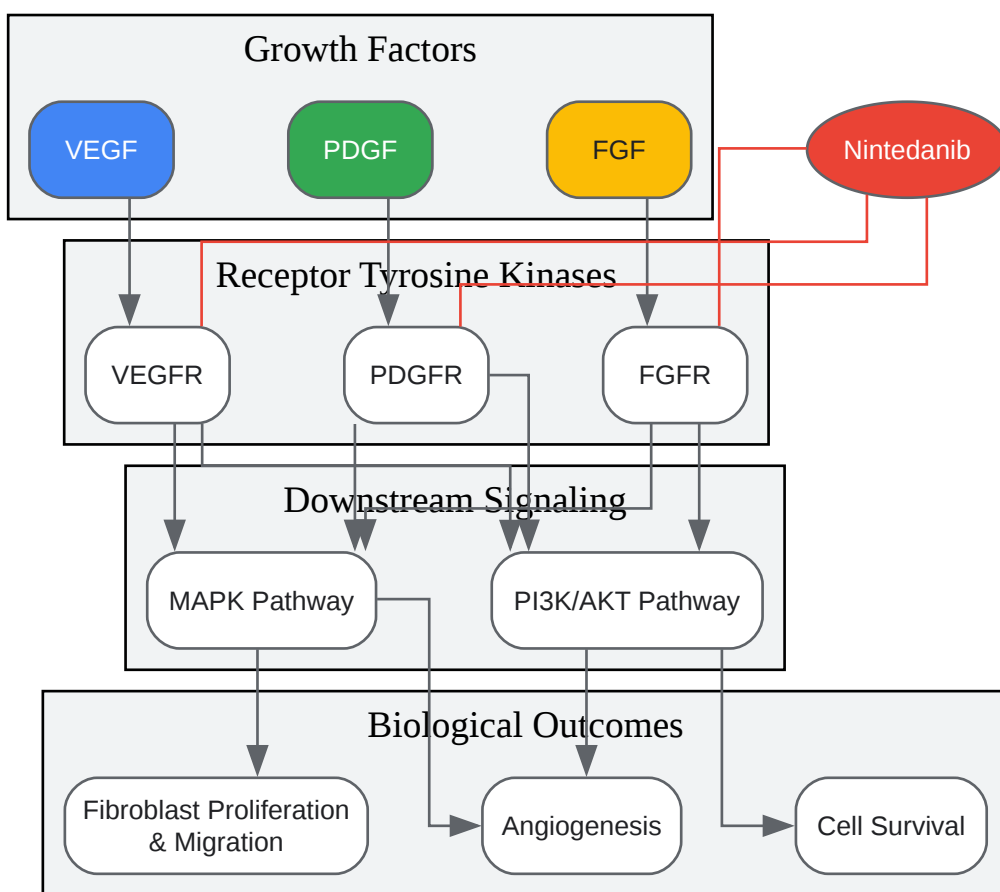 Growth Factors
VEGF
PDGF
FGF
Nintedanib
Receptor Tyrosine Kinases
VEGFR
PDGFR
FGFR
Downstream Signaling
MAPK Pathway
PI3K/AKT Pathway
Biological Outcomes
Fibroblast Proliferation
& Migration
Angiogenesis
Cell Survival